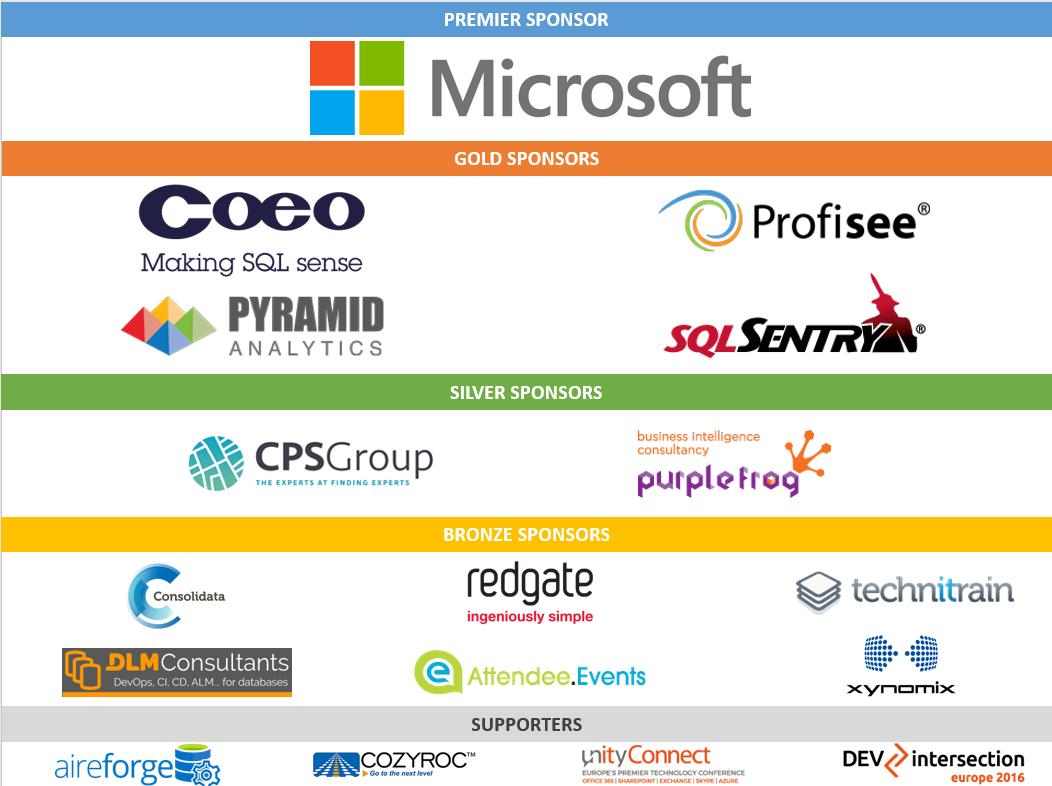 PREMIER SPONSOR
Microsoft
GOLD SPONSORS
Coeo
Making SQL sense
Profisee®
PYRAMID
ANALYTICS
SQLSENTRY®
SILVER SPONSORS
CPSGroup
THE EXPERTS AT FINDING EXPERTS
business intelligence
consultancy
purplefrog
BRONZE SPONSORS
Consolidata
redgate
ingeniously simple
technitrain
DLMConsultants
DevOps, CI, CD, ALM... for databases
e Attendee.Events
xynomix
SUPPORTERS
aireforge
COZYROC™
Go to the next level
unityConnect
EUROPE'S PREMIER TECHNOLOGY CONFERENCE
OFFICE 365 | SHAREPOINT | EXCHANGE | SKYPE | AZURE
DEV intersection
europe 2016